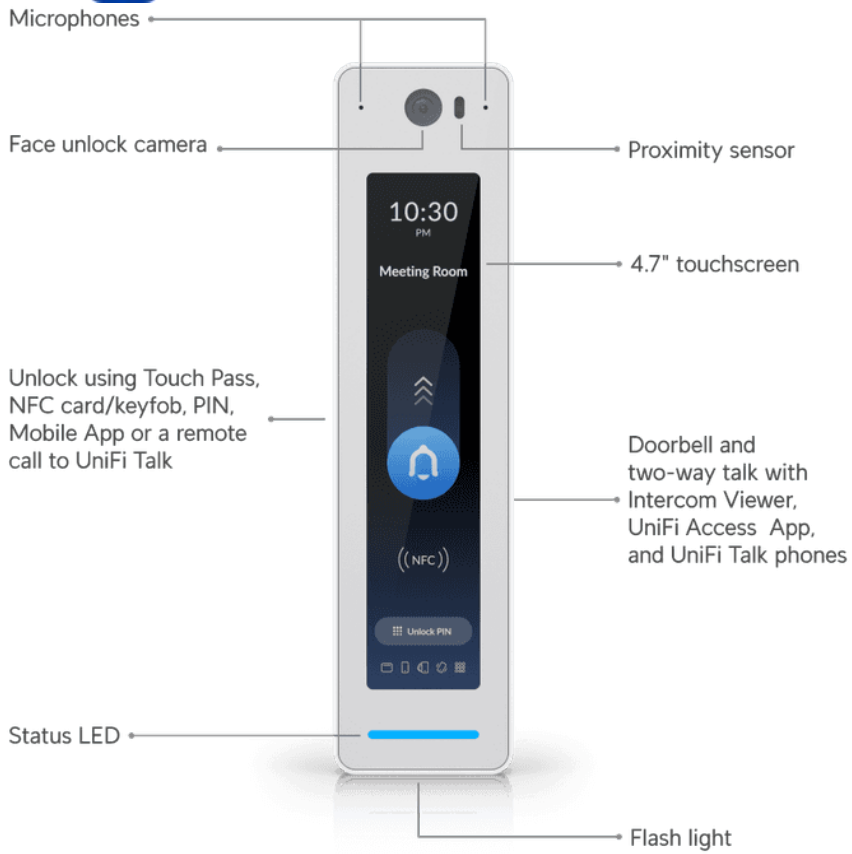 Microphones
Face unlock camera
Proximity sensor
10:30
PM
4.7" touchscreen
Meeting Room
Unlock using Touch Pass,
NFC card/keyfob, PIN,
Mobile App or a remote
call to UniFi Talk
Doorbell and
two-way talk with
Intercom Viewer,
UniFi Access App,
and UniFi Talk phones
NFC
Unlock PIN
Status LED
Flash light